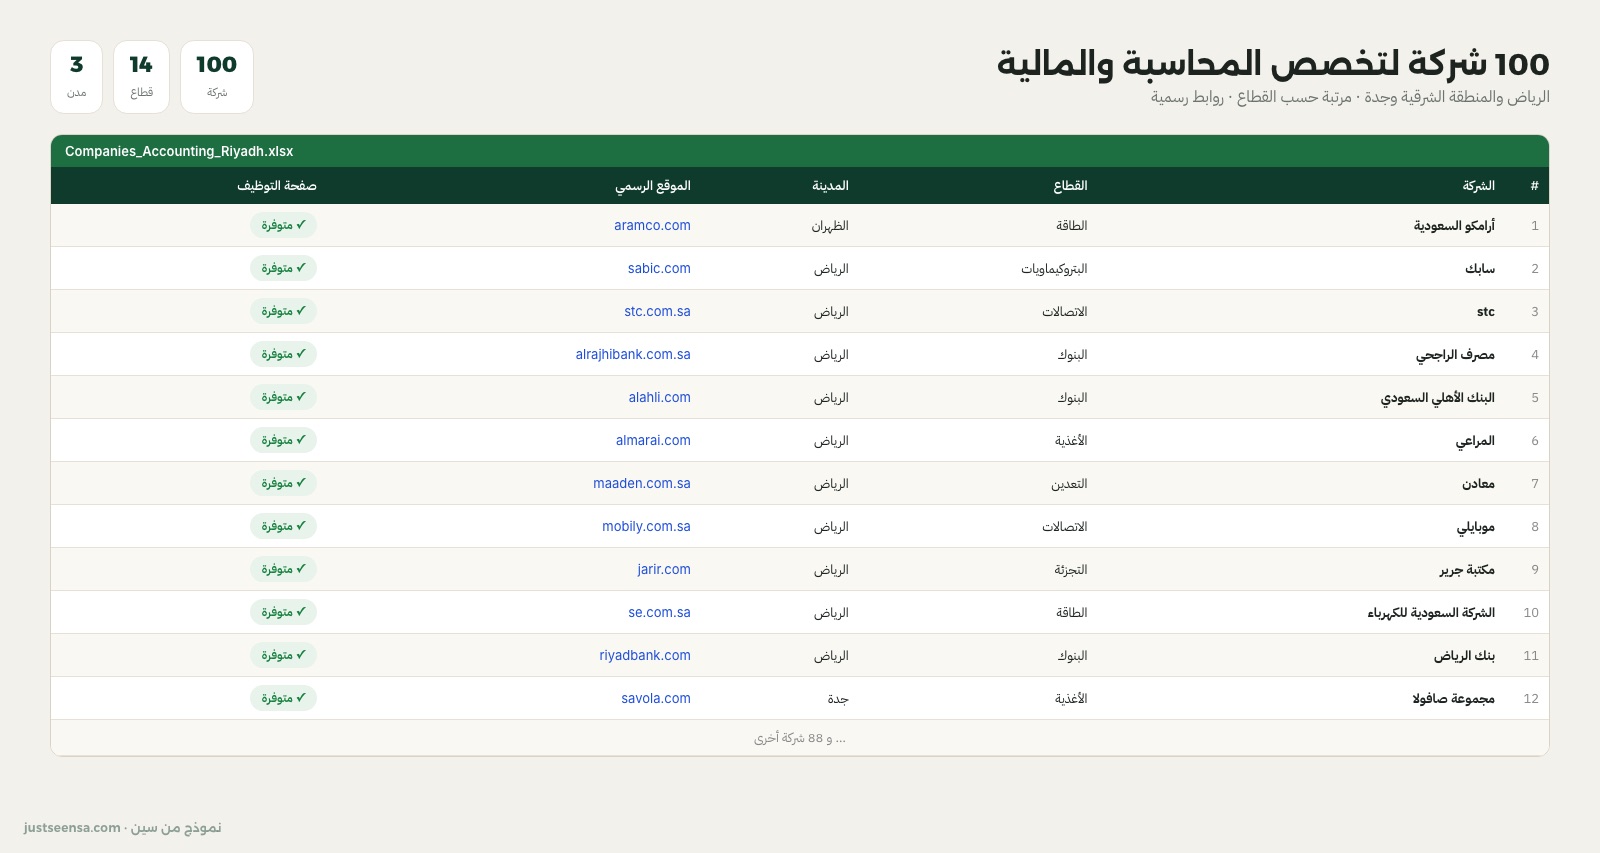 100 شركة لتخصص المحاسبة والمالية
الرياض والمنطقة الشرقية وجدة · مرتبة حسب القطاع · روابط رسمية
100 14 3
شركة قطاع مدن
Companies_Accounting_Riyadh.xlsx
# الشركة القطاع المدينة الموقع الرسمي صفحة التوظيف
1 أرامكو السعودية الطاقة الظهران aramco.com ✓ متوفرة
2 سابك البتروكيماويات الرياض sabic.com ✓ متوفرة
3 stc الاتصالات الرياض stc.com.sa ✓ متوفرة
4 مصرف الراجحي البنوك الرياض alrajhibank.com.sa ✓ متوفرة
5 البنك الأهلي السعودي البنوك الرياض alahli.com ✓ متوفرة
6 المراعي الأغذية الرياض almarai.com ✓ متوفرة
7 معادن التعدين الرياض maaden.com.sa ✓ متوفرة
8 موبايلي الاتصالات الرياض mobily.com.sa ✓ متوفرة
9 مكتبة جرير التجزئة الرياض jarir.com ✓ متوفرة
10 الشركة السعودية للكهرباء الطاقة الرياض se.com.sa ✓ متوفرة
11 بنك الرياض البنوك الرياض riyadbank.com ✓ متوفرة
12 مجموعة صافولا الأغذية جدة savola.com ✓ متوفرة
... و 88 شركة أخرى
نموذج من سين · justseensa.com